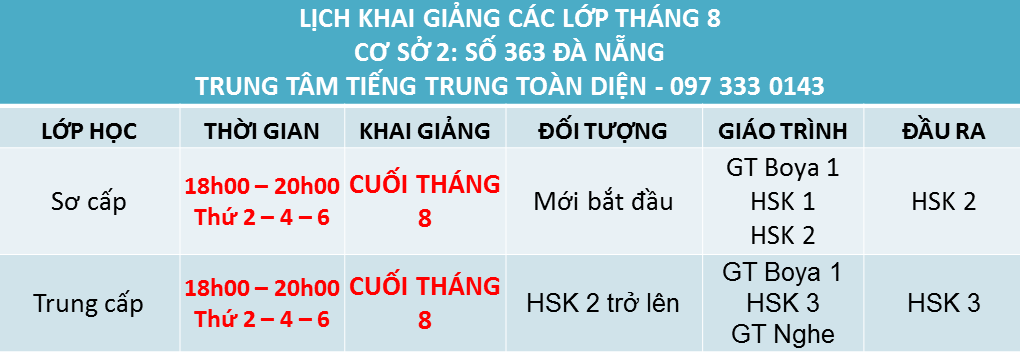 LỊCH KHAI GIẢNG CÁC LỚP THÁNG 8
CƠ SỞ 2: SỐ 363 ĐÀ NẴNG
TRUNG TÂM TIẾNG TRUNG TOÀN DIỆN - 097 333 0143
LỚP HỌC THỜI GIAN KHAI GIẢNG ĐỐI TƯỢNG GIÁO TRÌNH ĐẦU RA
Sơ cấp
18h00 – 20h00
Thứ 2 – 4 – 6
CUỐI THÁNG
8
Mới bắt đầu
GT Boya 1
HSK 1
HSK 2
HSK 2
Trung cấp
18h00 – 20h00
Thứ 2 – 4 – 6
CUỐI THÁNG
8
HSK 2 trở lên
GT Boya 1
HSK 3
GT Nghe
HSK 3